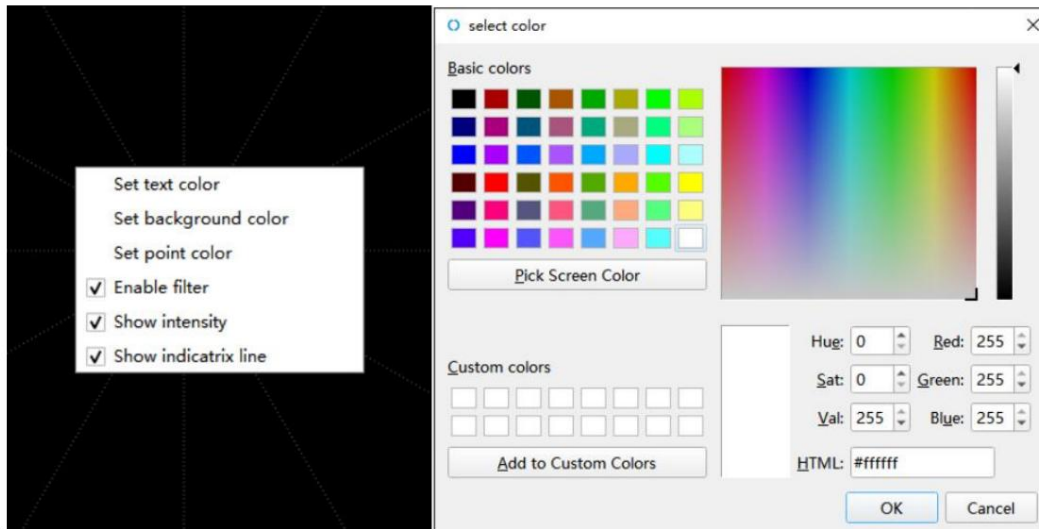 Set text color
Set background color
Set point color
Enable filter
Show intensity
Show indicatrix line
select color
Basic colors
Pick Screen Color
Custom colors
Add to Custom Colors
Hue: 0 Red: 255
Sat: 0 Green: 255
Val: 255 Blue: 255
HTML: #ffffff
OK Cancel